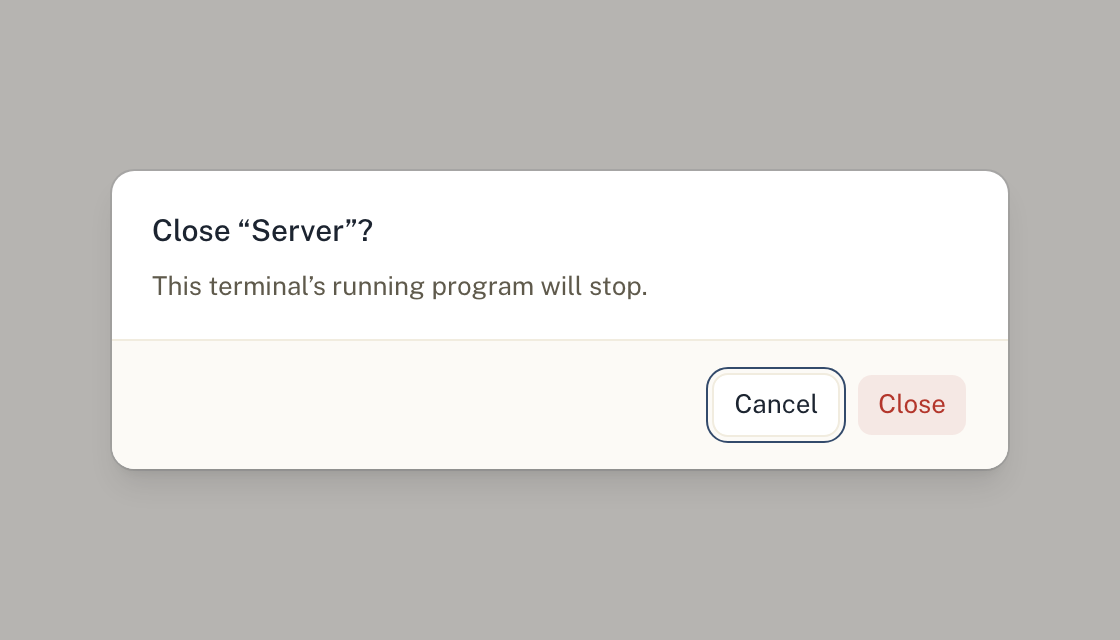 Close “Server”?
This terminal’s running program will stop.
Cancel Close